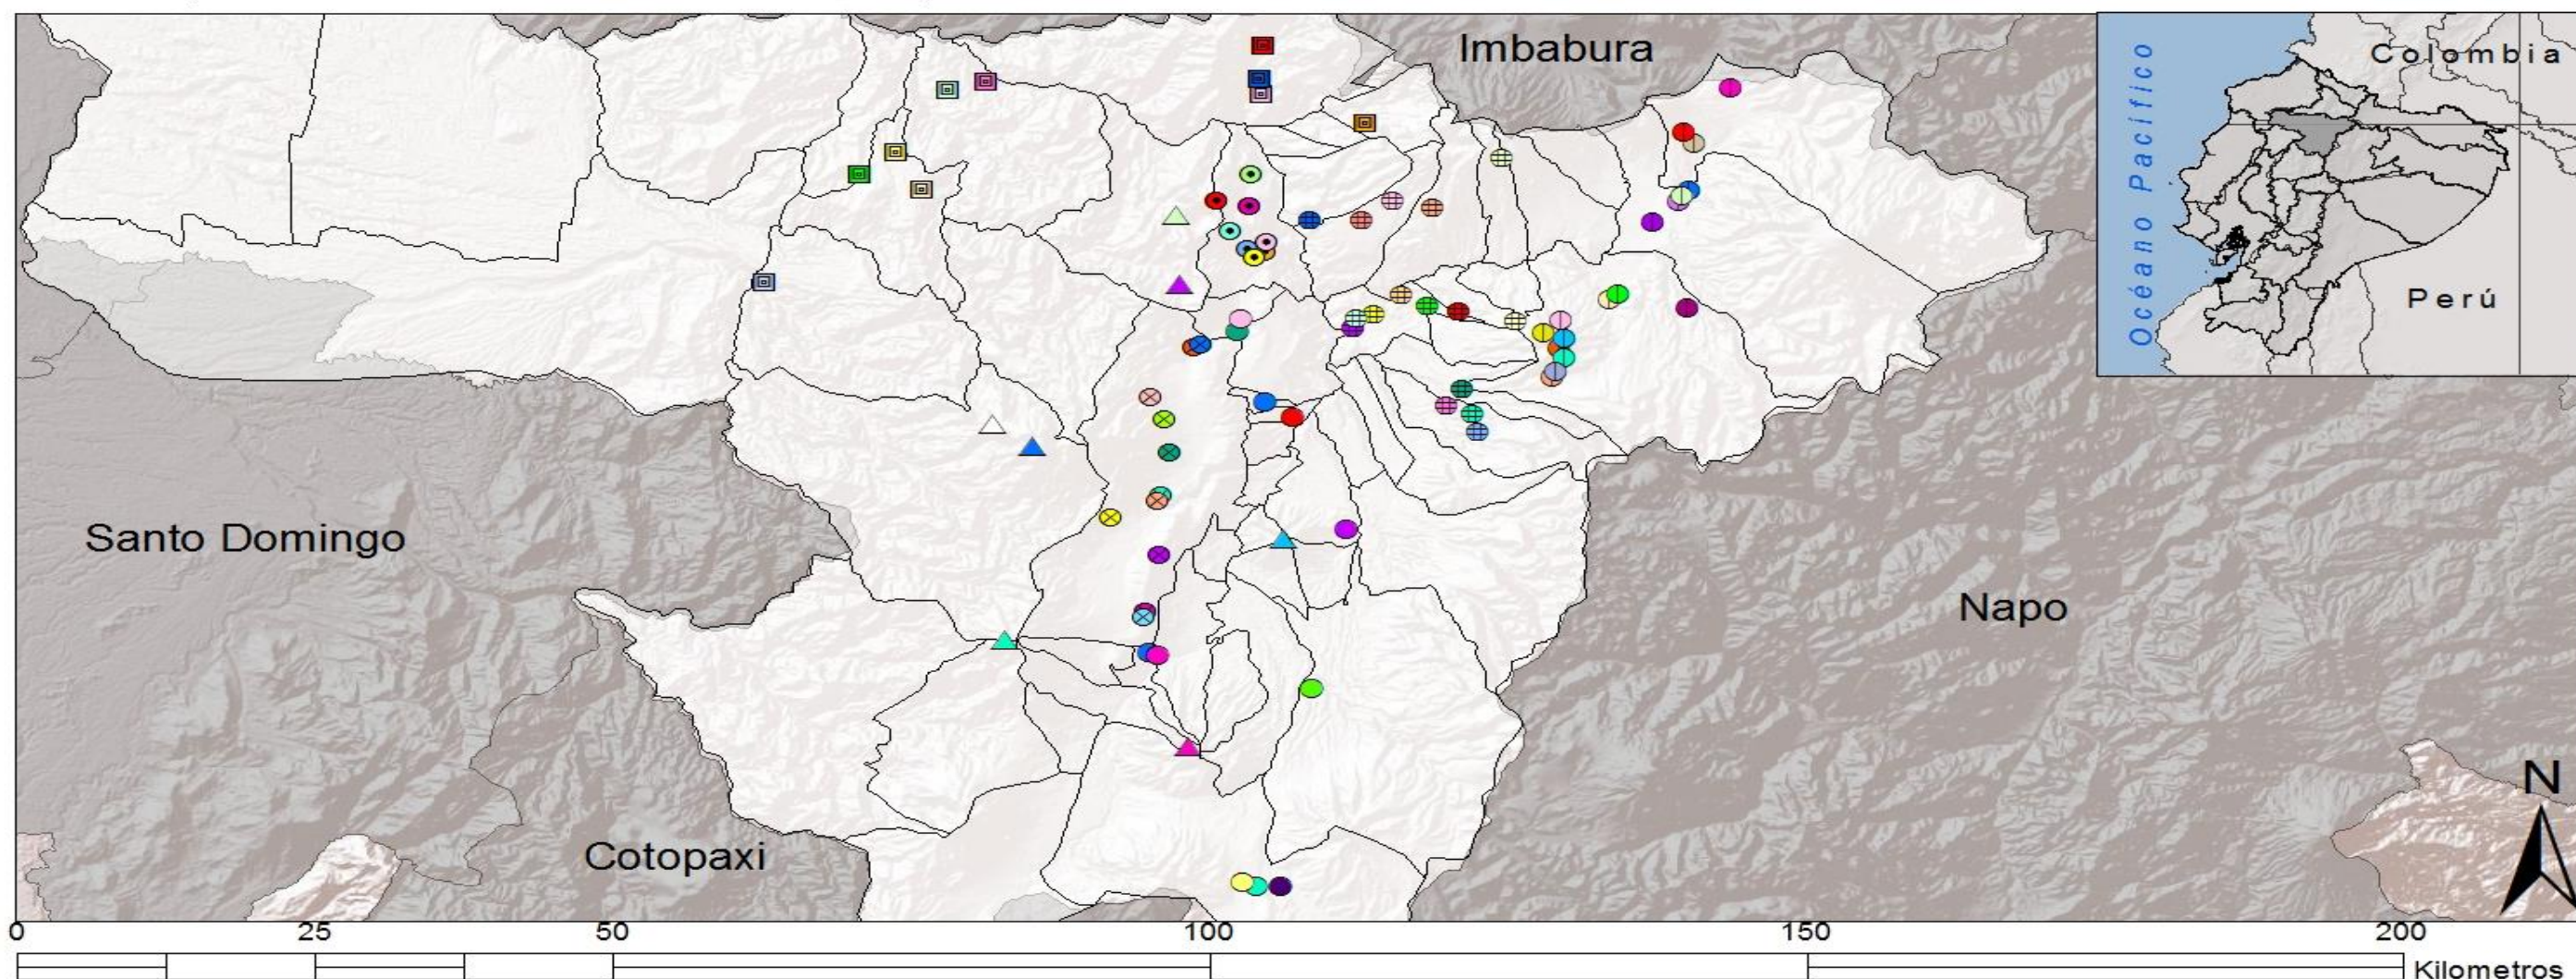 Imbabura
Colombia
Océano Pacífico
Perú
Santo Domingo
Napo
Cotopaxi
N
0 25 50 100 150 200
Kilometros